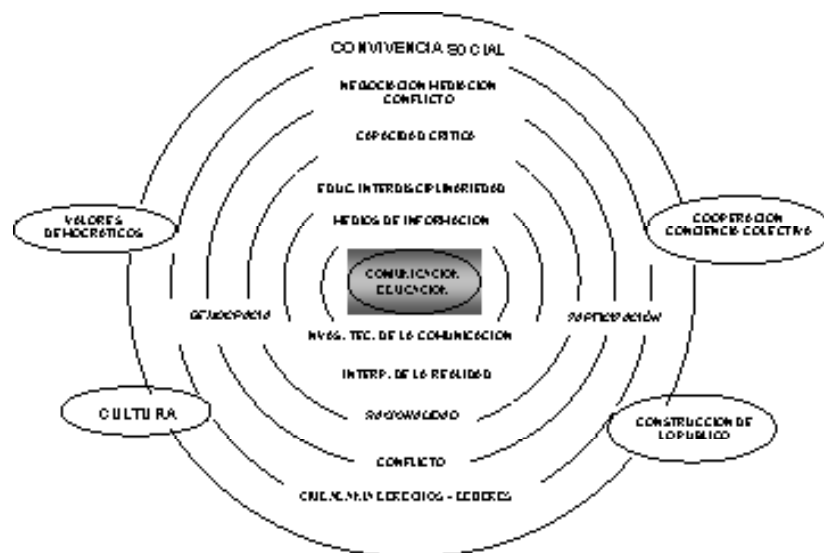 CONVIVENCIA SOCIAL
NEGOCIACION MEDIACION
CONFLICTO
CAPACIDAD CRITICA
EDUC. INTERDISCIPLINARIEDAD
MEDIOS DE INFORMACION
VALORES
DEMOCRÁTICOS
COOPERACION
CONCIENCIA COLECTIVA
COMUNICACION
EDUCACION
DEMOCRACIA
PARTICIPACIÓN
NVAS. TEC. DE LA COMUNICACION
INTERP. DE LA REALIDAD
RACIONALIDAD
CULTURA
CONSTRUCCION DE
LO PUBLICO
CONFLICTO
CIUDADANIA DERECHOS - DEBERES